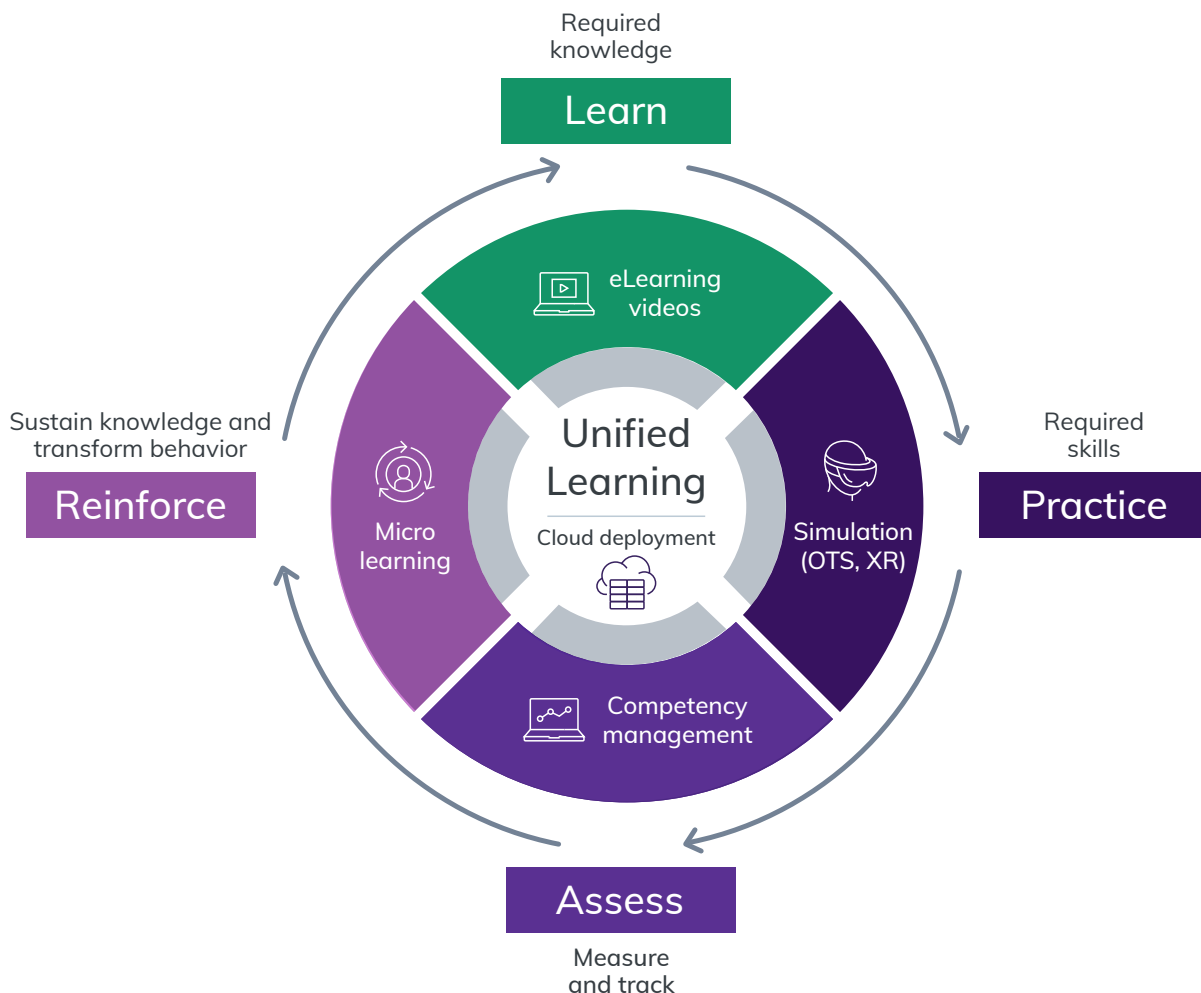 Required
knowledge
Learn
eLearning
videos
Unified
Learning
Cloud deployment
Sustain knowledge and
transform behavior
Reinforce
Micro
learning
Required
skills
Practice
Simulation
(OTS, XR)
Competency
management
Assess
Measure
and track